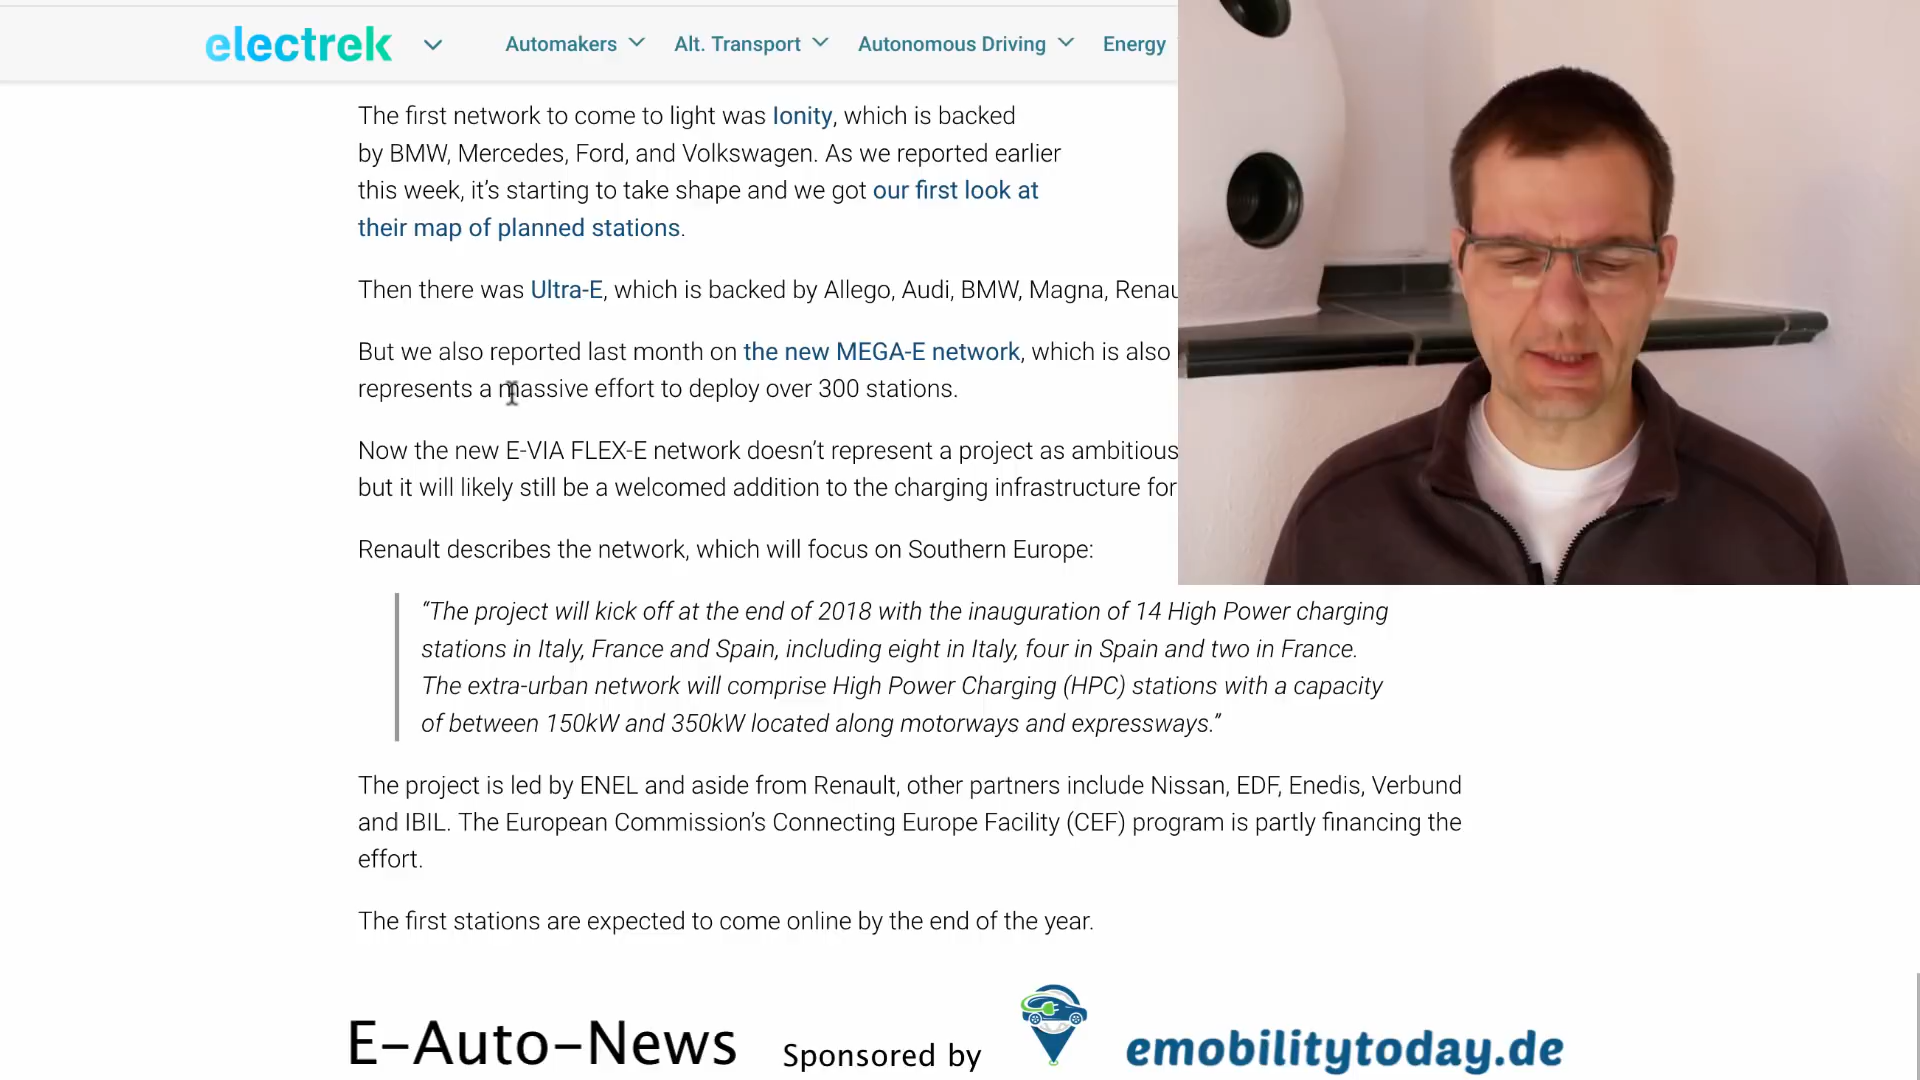 electrek Automakers Alt. Transport Autonomous Driving Energy
The first network to come to light was Ionity, which is backed
by BMW, Mercedes, Ford, and Volkswagen. As we reported earlier
this week, it’s starting to take shape and we got our first look at
their map of planned stations.
Then there was Ultra-E, which is backed by Allego, Audi, BMW, Magna, Renau
But we also reported last month on the new MEGA-E network, which is also
represents a massive effort to deploy over 300 stations.
Now the new E-VIA FLEX-E network doesn’t represent a project as ambitious
but it will likely still be a welcomed addition to the charging infrastructure for
Renault describes the network, which will focus on Southern Europe:
“The project will kick off at the end of 2018 with the inauguration of 14 High Power charging
stations in Italy, France and Spain, including eight in Italy, four in Spain and two in France.
The extra-urban network will comprise High Power Charging (HPC) stations with a capacity
of between 150kW and 350kW located along motorways and expressways.”
The project is led by ENEL and aside from Renault, other partners include Nissan, EDF, Enedis, Verbund
and IBIL. The European Commission’s Connecting Europe Facility (CEF) program is partly financing the
effort.
The first stations are expected to come online by the end of the year.
E-Auto-News Sponsored by emobilitytoday.de